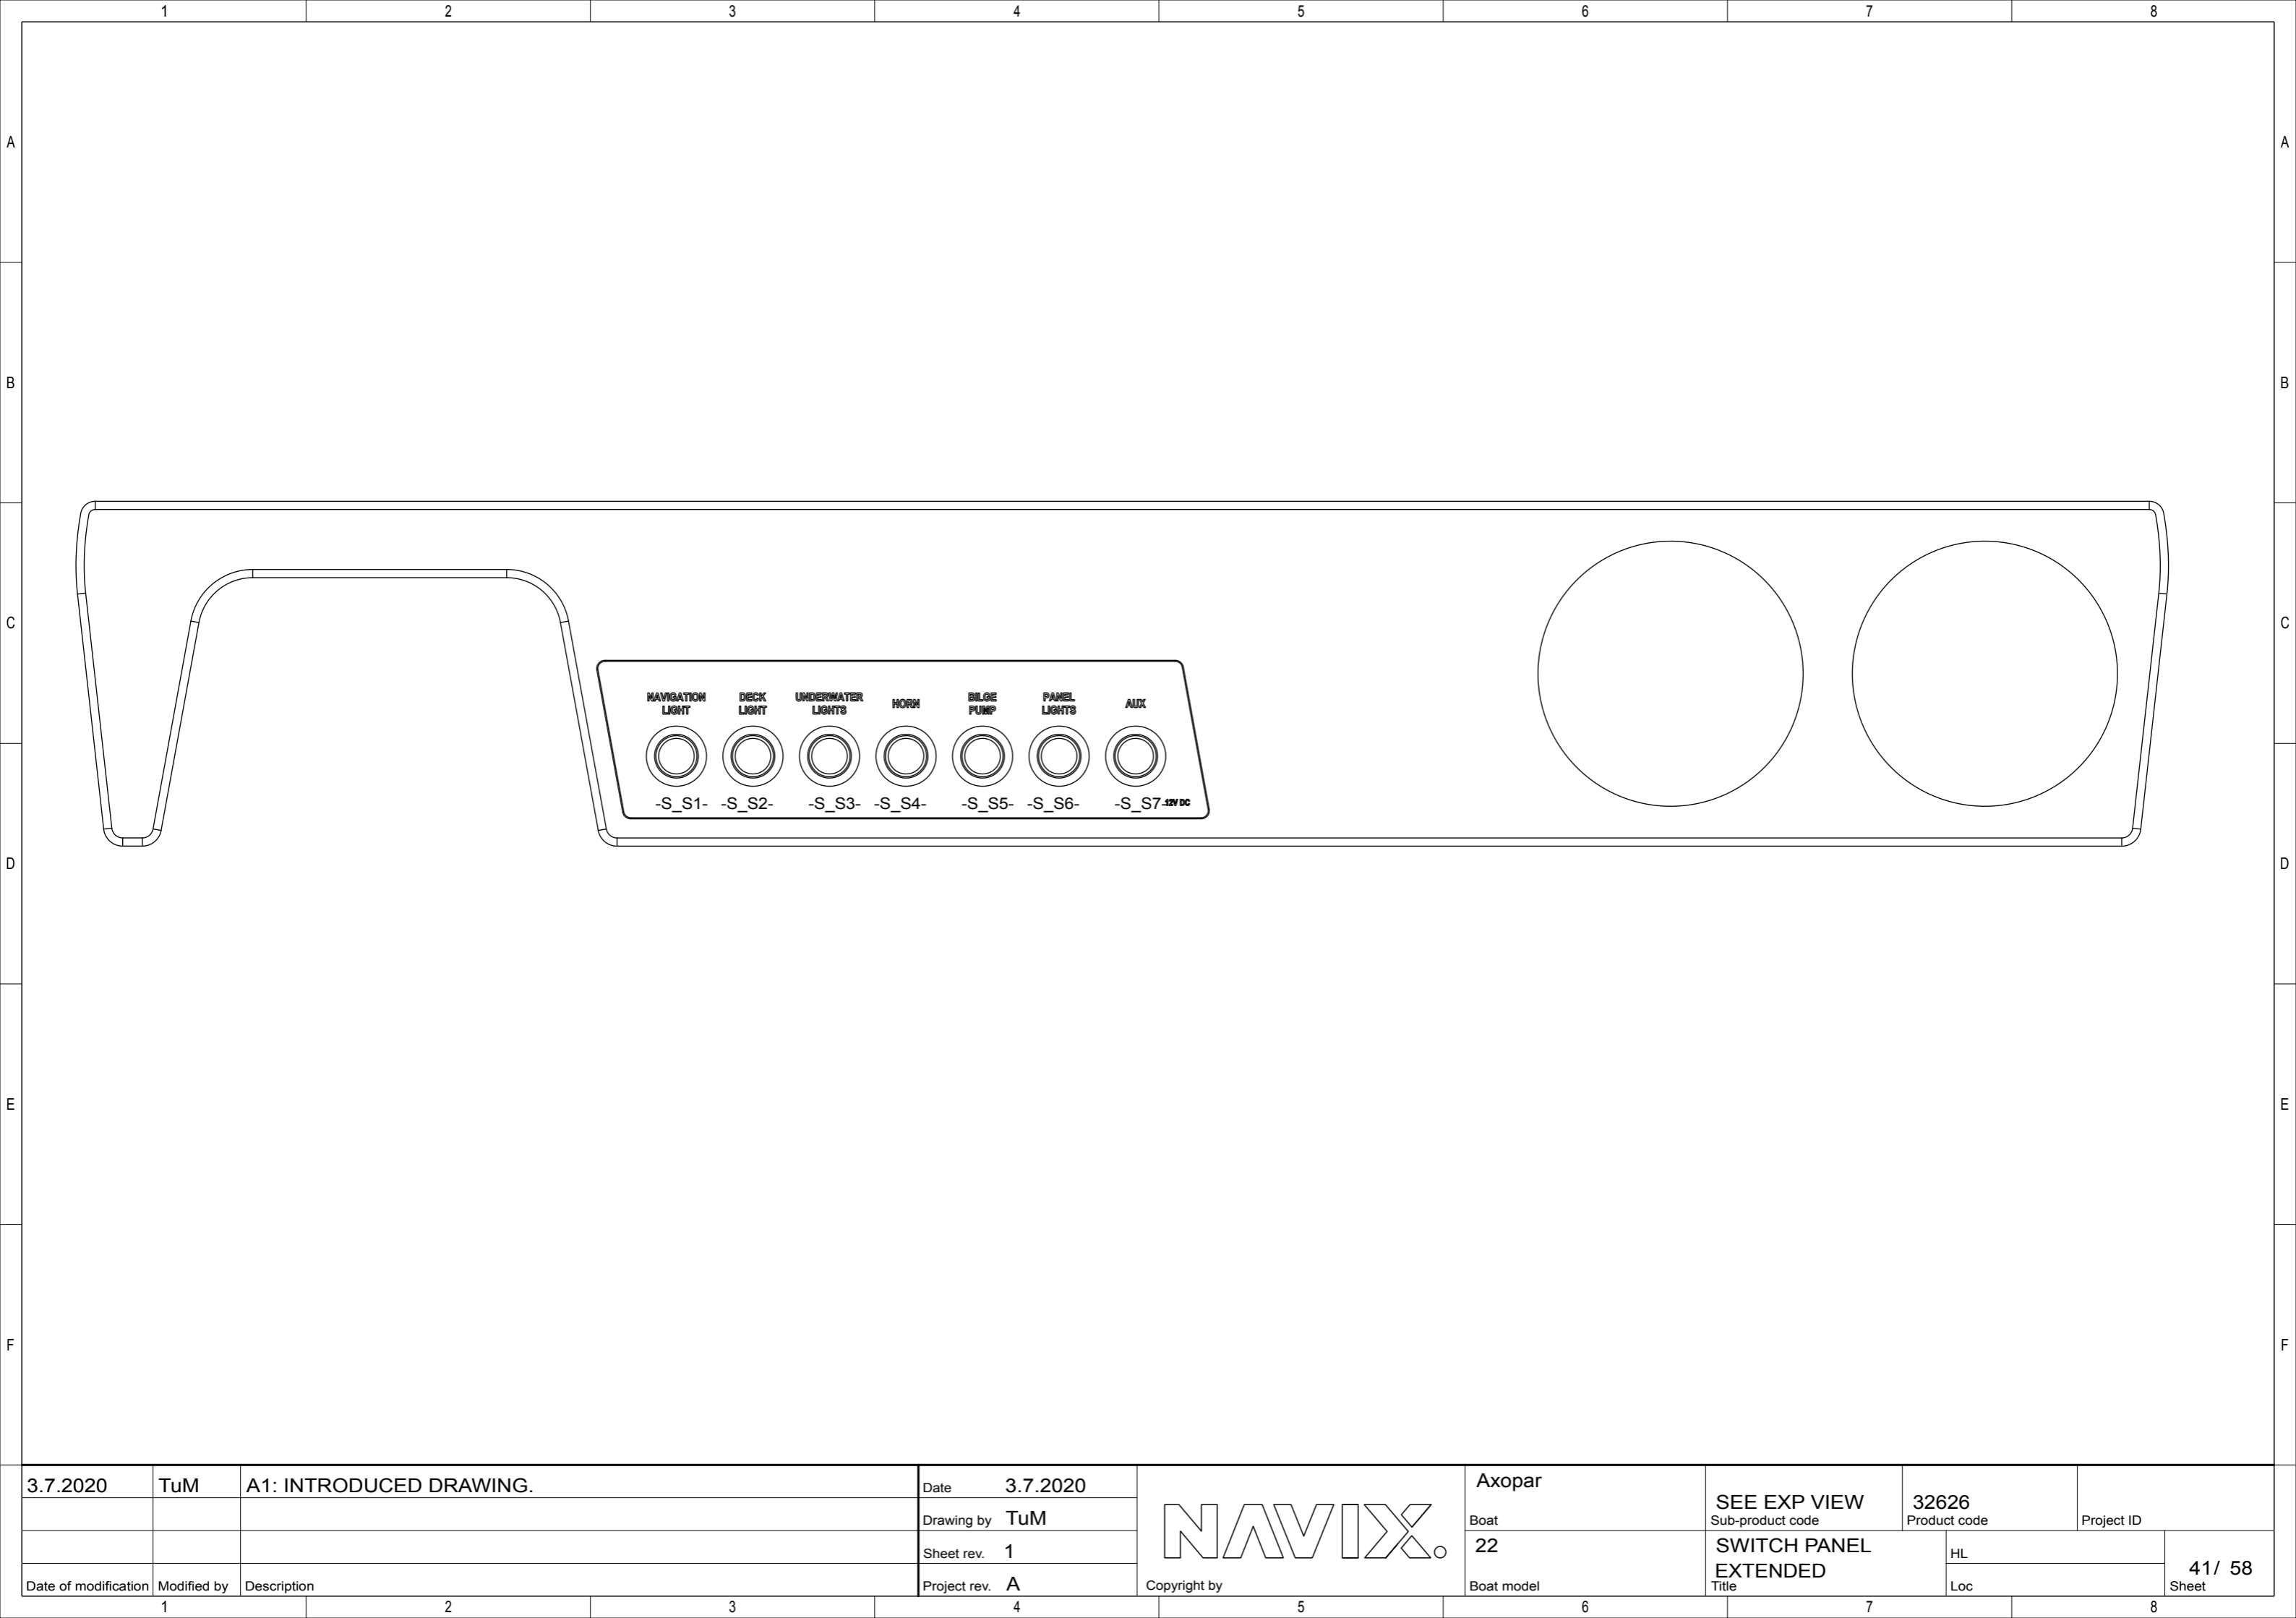 1 2 3 4 5 6 7 8
A A
B B
C C
NAVIGATION LIGHT
DECK LIGHT
UNDERWATER LIGHTS
HORN
BILGE PUMP
PANEL LIGHTS
AUX
-S_S1- -S_S2- -S_S3- -S_S4- -S_S5- -S_S6- -S_S7- 12V DC
D D
E E
F F
3.7.2020 TuM A1: INTRODUCED DRAWING.
Date of modification Modified by Description
Date 3.7.2020
Drawing by TuM
Sheet rev. 1
Project rev. A
NAVIX.
Copyright by
Axopar
Boat
22
Boat model
SEE EXP VIEW
Sub-product code
32626
Product code
Project ID
SWITCH PANEL
EXTENDED
Title
HL
Loc
41/ 58
Sheet
1 2 3 4 5 6 7 8